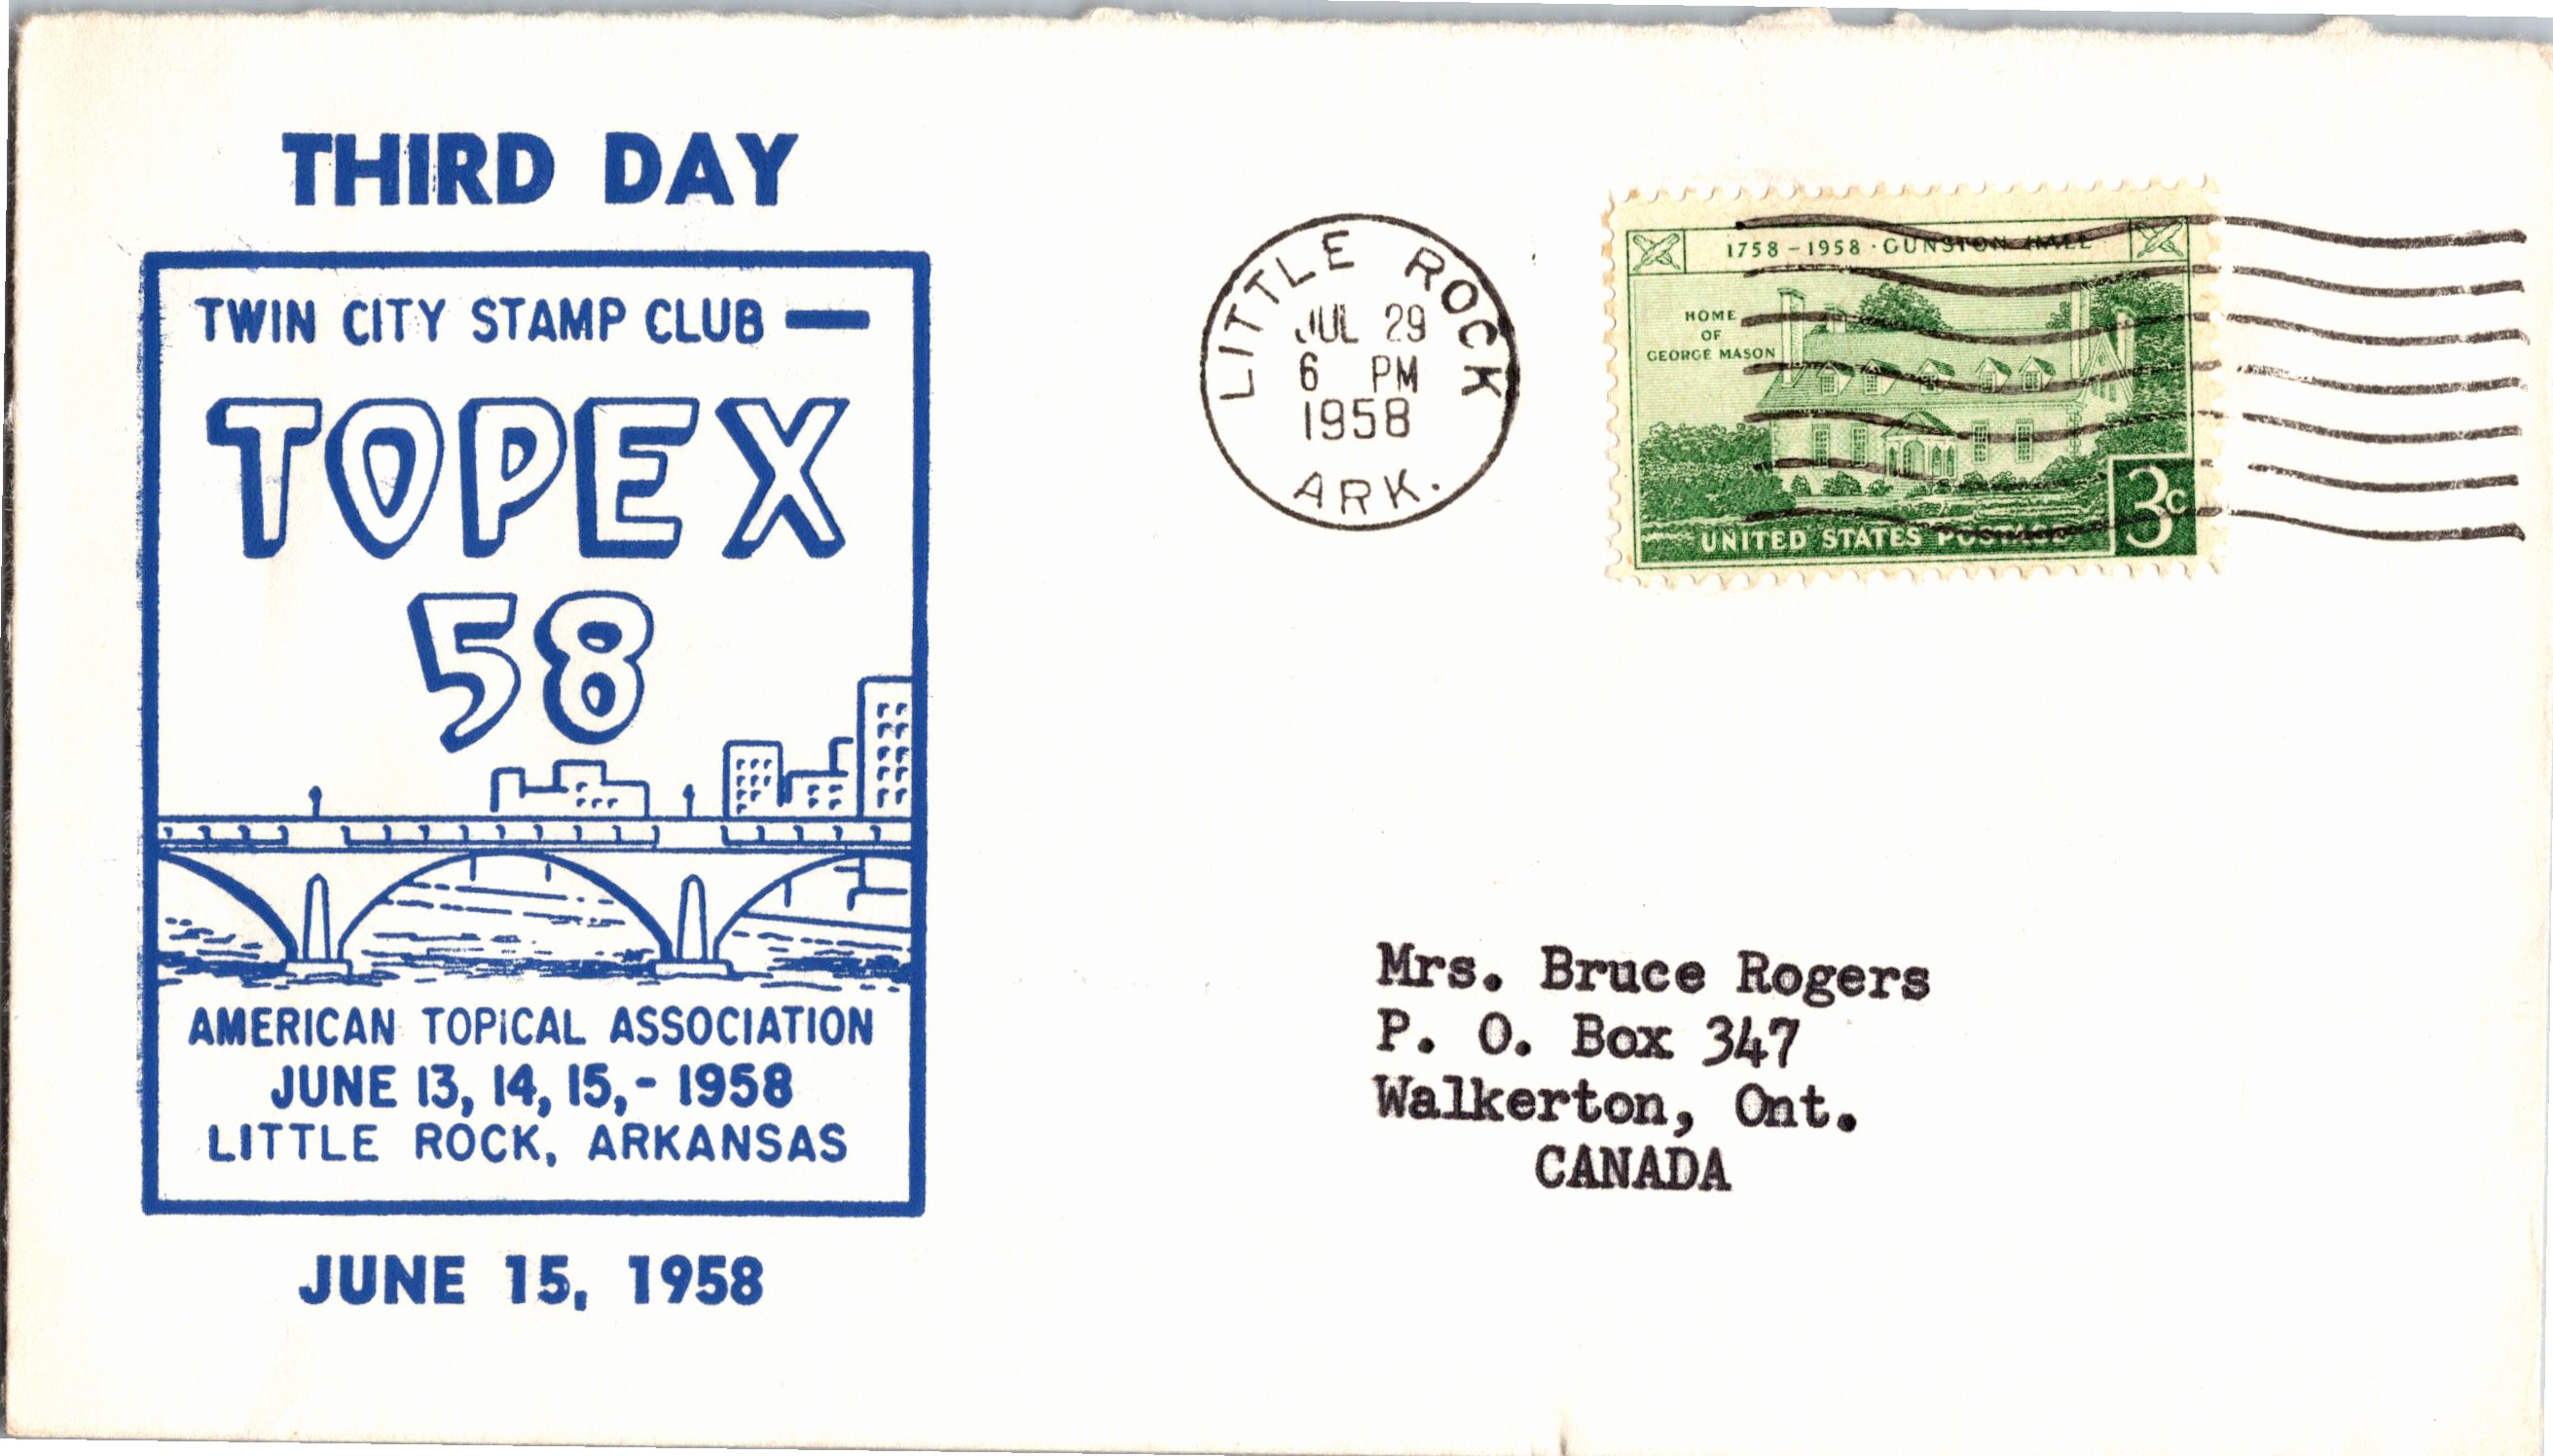 THIRD DAY
TWIN CITY STAMP CLUB —
TOPEX
58
AMERICAN TOPiCAL ASSOCIATION
JUNE 13, 14, 15,- 1958
LITTLE ROCK, ARKANSAS
JUNE 15, 1958
LITTLE ROCK
JUL 29
6 PM
1958
ARK.
1758-1958·GUNSTON HALL
HOME
OF
GEORGE MASON
3c
UNITED STATES POSTAGE
Mrs. Bruce Rogers
P. O. Box 347
Walkerton, Ont.
CANADA